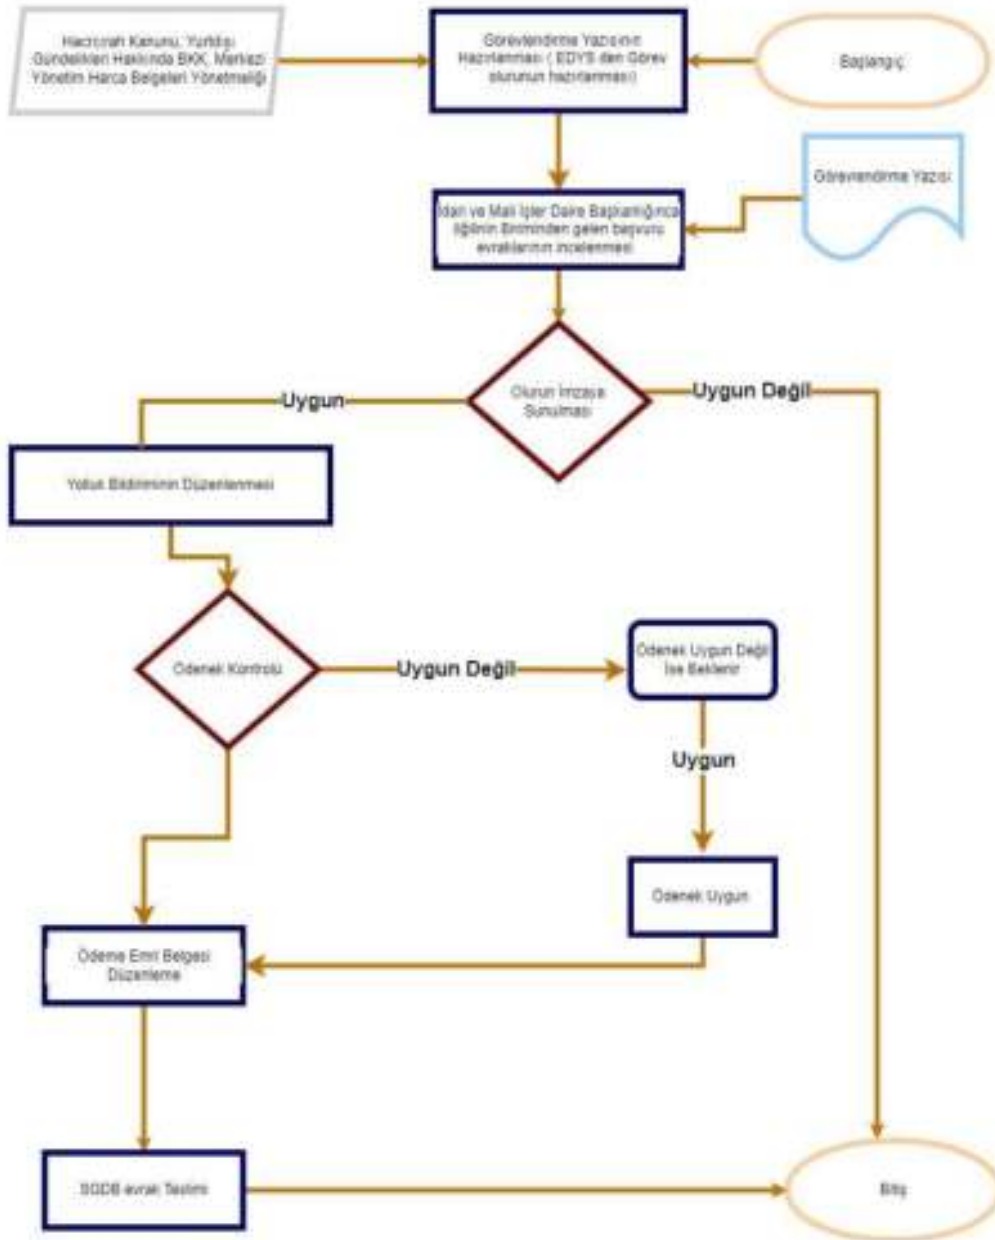 Harcırah Kanunu, Yurtdışı
Gündelikleri Hakkında BKK, Merkezi
Yönetim Harca Belgeleri Yönetmeliği
Görevlendirme Yazısının
Hazırlanması ( EDYS den Görev
olurunun hazırlanması)
Başlangıç
Görevlendirme Yazısı
İdari ve Mali İşler Daire Başkanlığınca
ilgilinin Biriminden gelen başvuru
evraklarının incelenmesi
Olurun İmzaya
Sunulması
Uygun
Uygun Değil
Yolluk Bildiriminin Düzenlenmesi
Ödenek Kontrolü
Uygun Değil
Ödenek Uygun Değil
İse Beklenir
Uygun
Ödenek Uygun
Ödeme Emri Belgesi
Düzenleme
SGDB evrak Teslimi
Bitiş